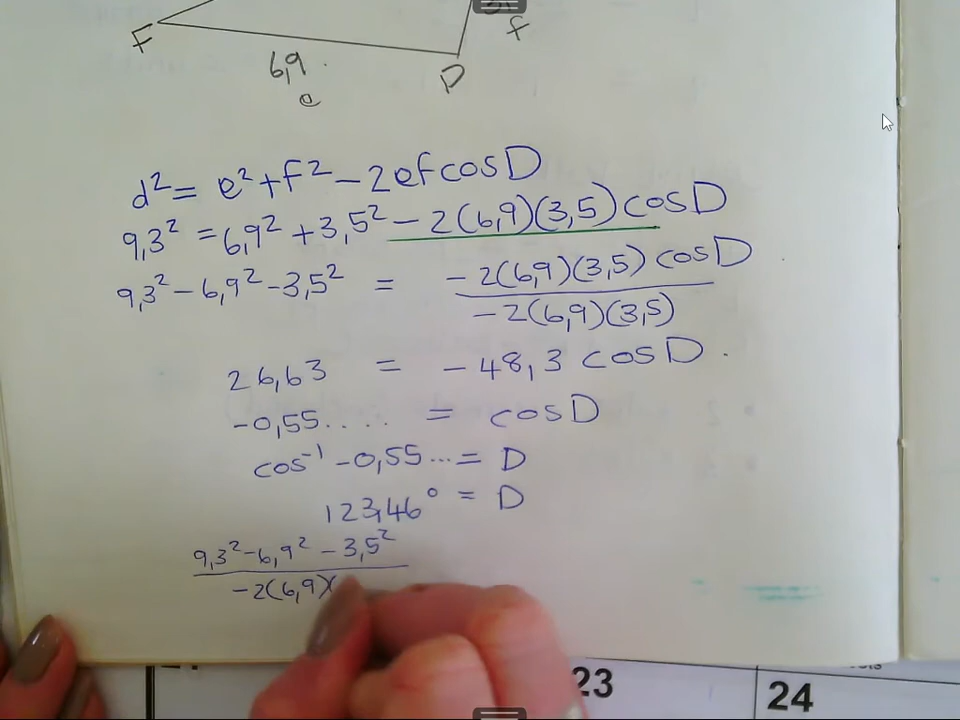 F
6,9
e
D
f
d² = e² + f² - 2ef cos D
9,3² = 6,9² + 3,5² - 2(6,9)(3,5) cos D
9,3² - 6,9² - 3,5² = -2(6,9)(3,5) cos D
-2(6,9)(3,5)
26,63 = -48,3 cos D
-0,55.... = cos D
cos⁻¹ -0,55... = D
123,46° = D
9,3² - 6,9² - 3,5²
-2(6,9)(
23
24